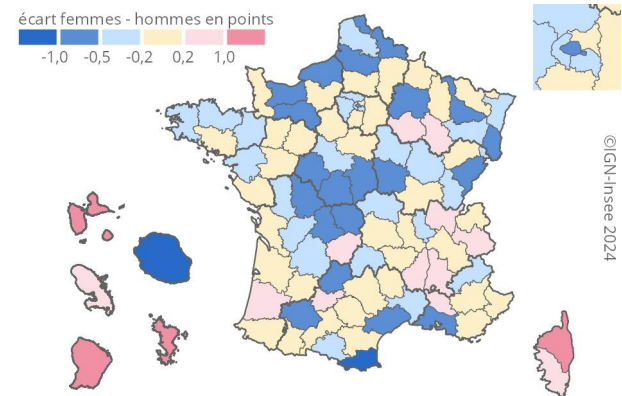 écart femmes - hommes en points
-1,0 -0,5 -0,2 0,2 1,0
©IGN-Insee 2024